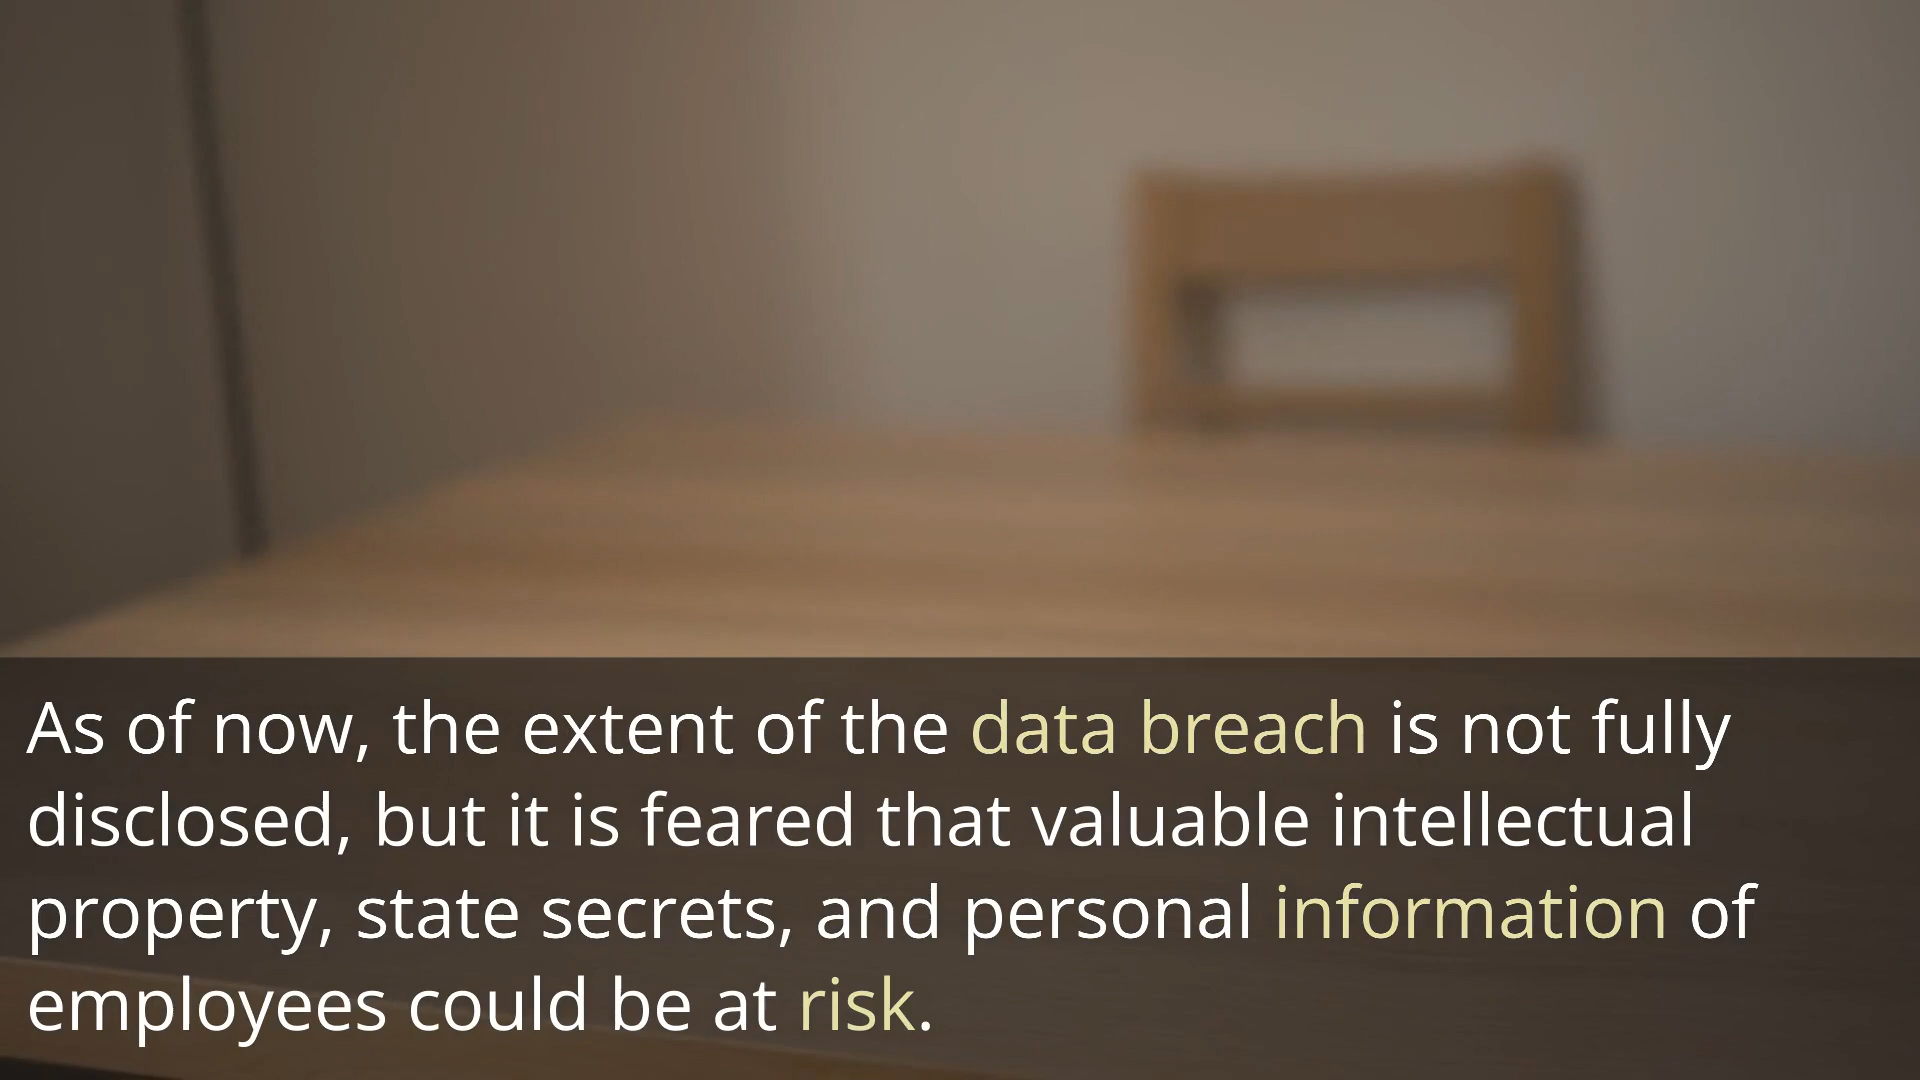 As of now, the extent of the data breach is not fully
disclosed, but it is feared that valuable intellectual
property, state secrets, and personal information of
employees could be at risk.